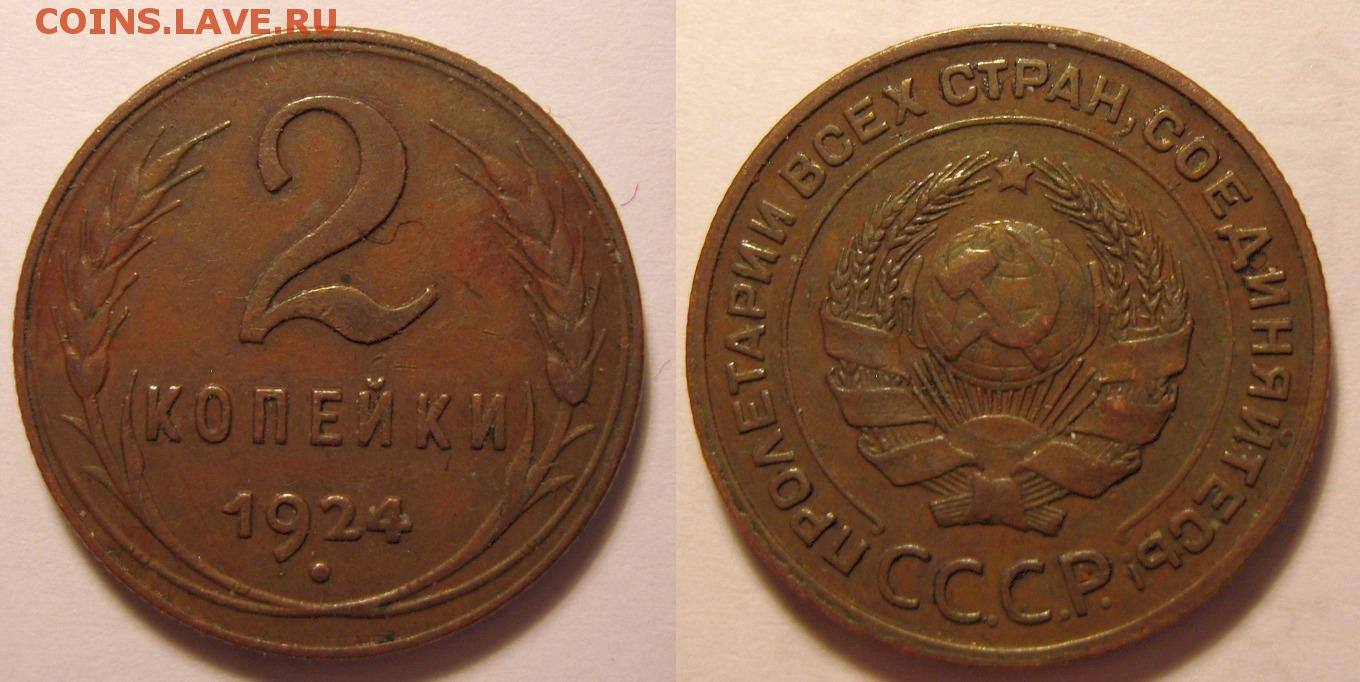 COINS.LAVE.RU
2
КОПЕЙКИ
1924
ПРОЛЕТАРИИ ВСЕХ СТРАН, СОЕДИНЯЙТЕСЬ!
С.С.С.Р.